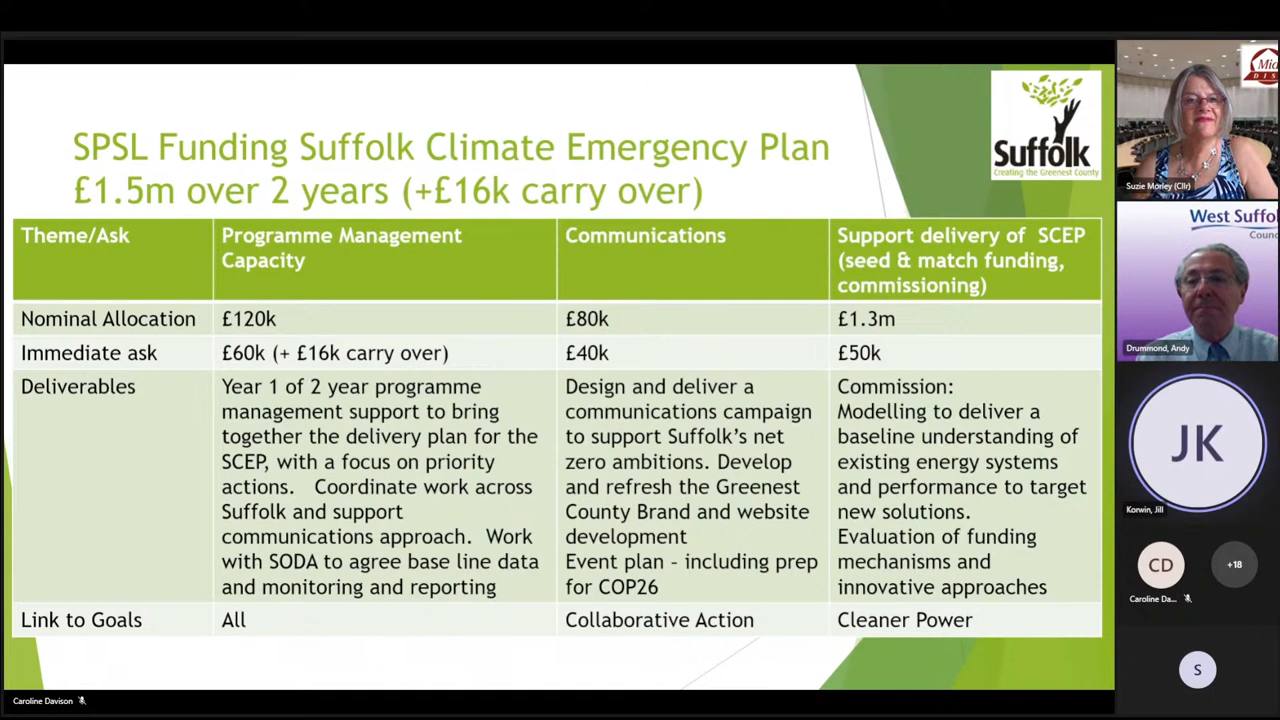 SPSL Funding Suffolk Climate Emergency Plan
£1.5m over 2 years (+£16k carry over)
Suffolk
Creating the Greenest County
Theme/Ask
Programme Management
Capacity
Communications
Support delivery of SCEP
(seed & match funding,
commissioning)
Nominal Allocation
£120k
£80k
£1.3m
Immediate ask
£60k (+ £16k carry over)
£40k
£50k
Deliverables
Year 1 of 2 year programme
management support to bring
together the delivery plan for the
SCEP, with a focus on priority
actions. Coordinate work across
Suffolk and support
communications approach. Work
with SODA to agree base line data
and monitoring and reporting
Design and deliver a
communications campaign
to support Suffolk's net
zero ambitions. Develop
and refresh the Greenest
County Brand and website
development
Event plan – including prep
for COP26
Commission:
Modelling to deliver a
baseline understanding of
existing energy systems
and performance to target
new solutions.
Evaluation of funding
mechanisms and
innovative approaches
Link to Goals
All
Collaborative Action
Cleaner Power
Caroline Davison
Mid
DIS
Suzie Morley (Cllr)
West Suffol
Counc
Drummond, Andy
JK
Korwin, Jill
CD
+18
Caroline Da...
S